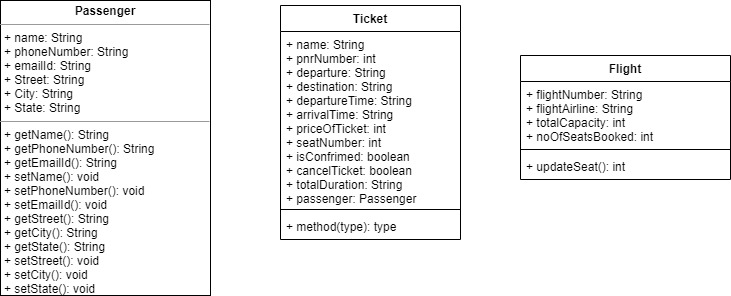 Passenger
+ name: String
+ phoneNumber: String
+ emailId: String
+ Street: String
+ City: String
+ State: String
+ getName(): String
+ getPhoneNumber(): String
+ getEmailId(): String
+ setName(): void
+ setPhoneNumber(): void
+ setEmailId(): void
+ getStreet(): String
+ getCity(): String
+ getState(): String
+ setStreet(): void
+ setCity(): void
+ setState(): void
Ticket
+ name: String
+ pnrNumber: int
+ departure: String
+ destination: String
+ departureTime: String
+ arrivalTime: String
+ priceOfTicket: int
+ seatNumber: int
+ isConfrimed: boolean
+ cancelTicket: boolean
+ totalDuration: String
+ passenger: Passenger
+ method(type): type
Flight
+ flightNumber: String
+ flightAirline: String
+ totalCapacity: int
+ noOfSeatsBooked: int
+ updateSeat(): int